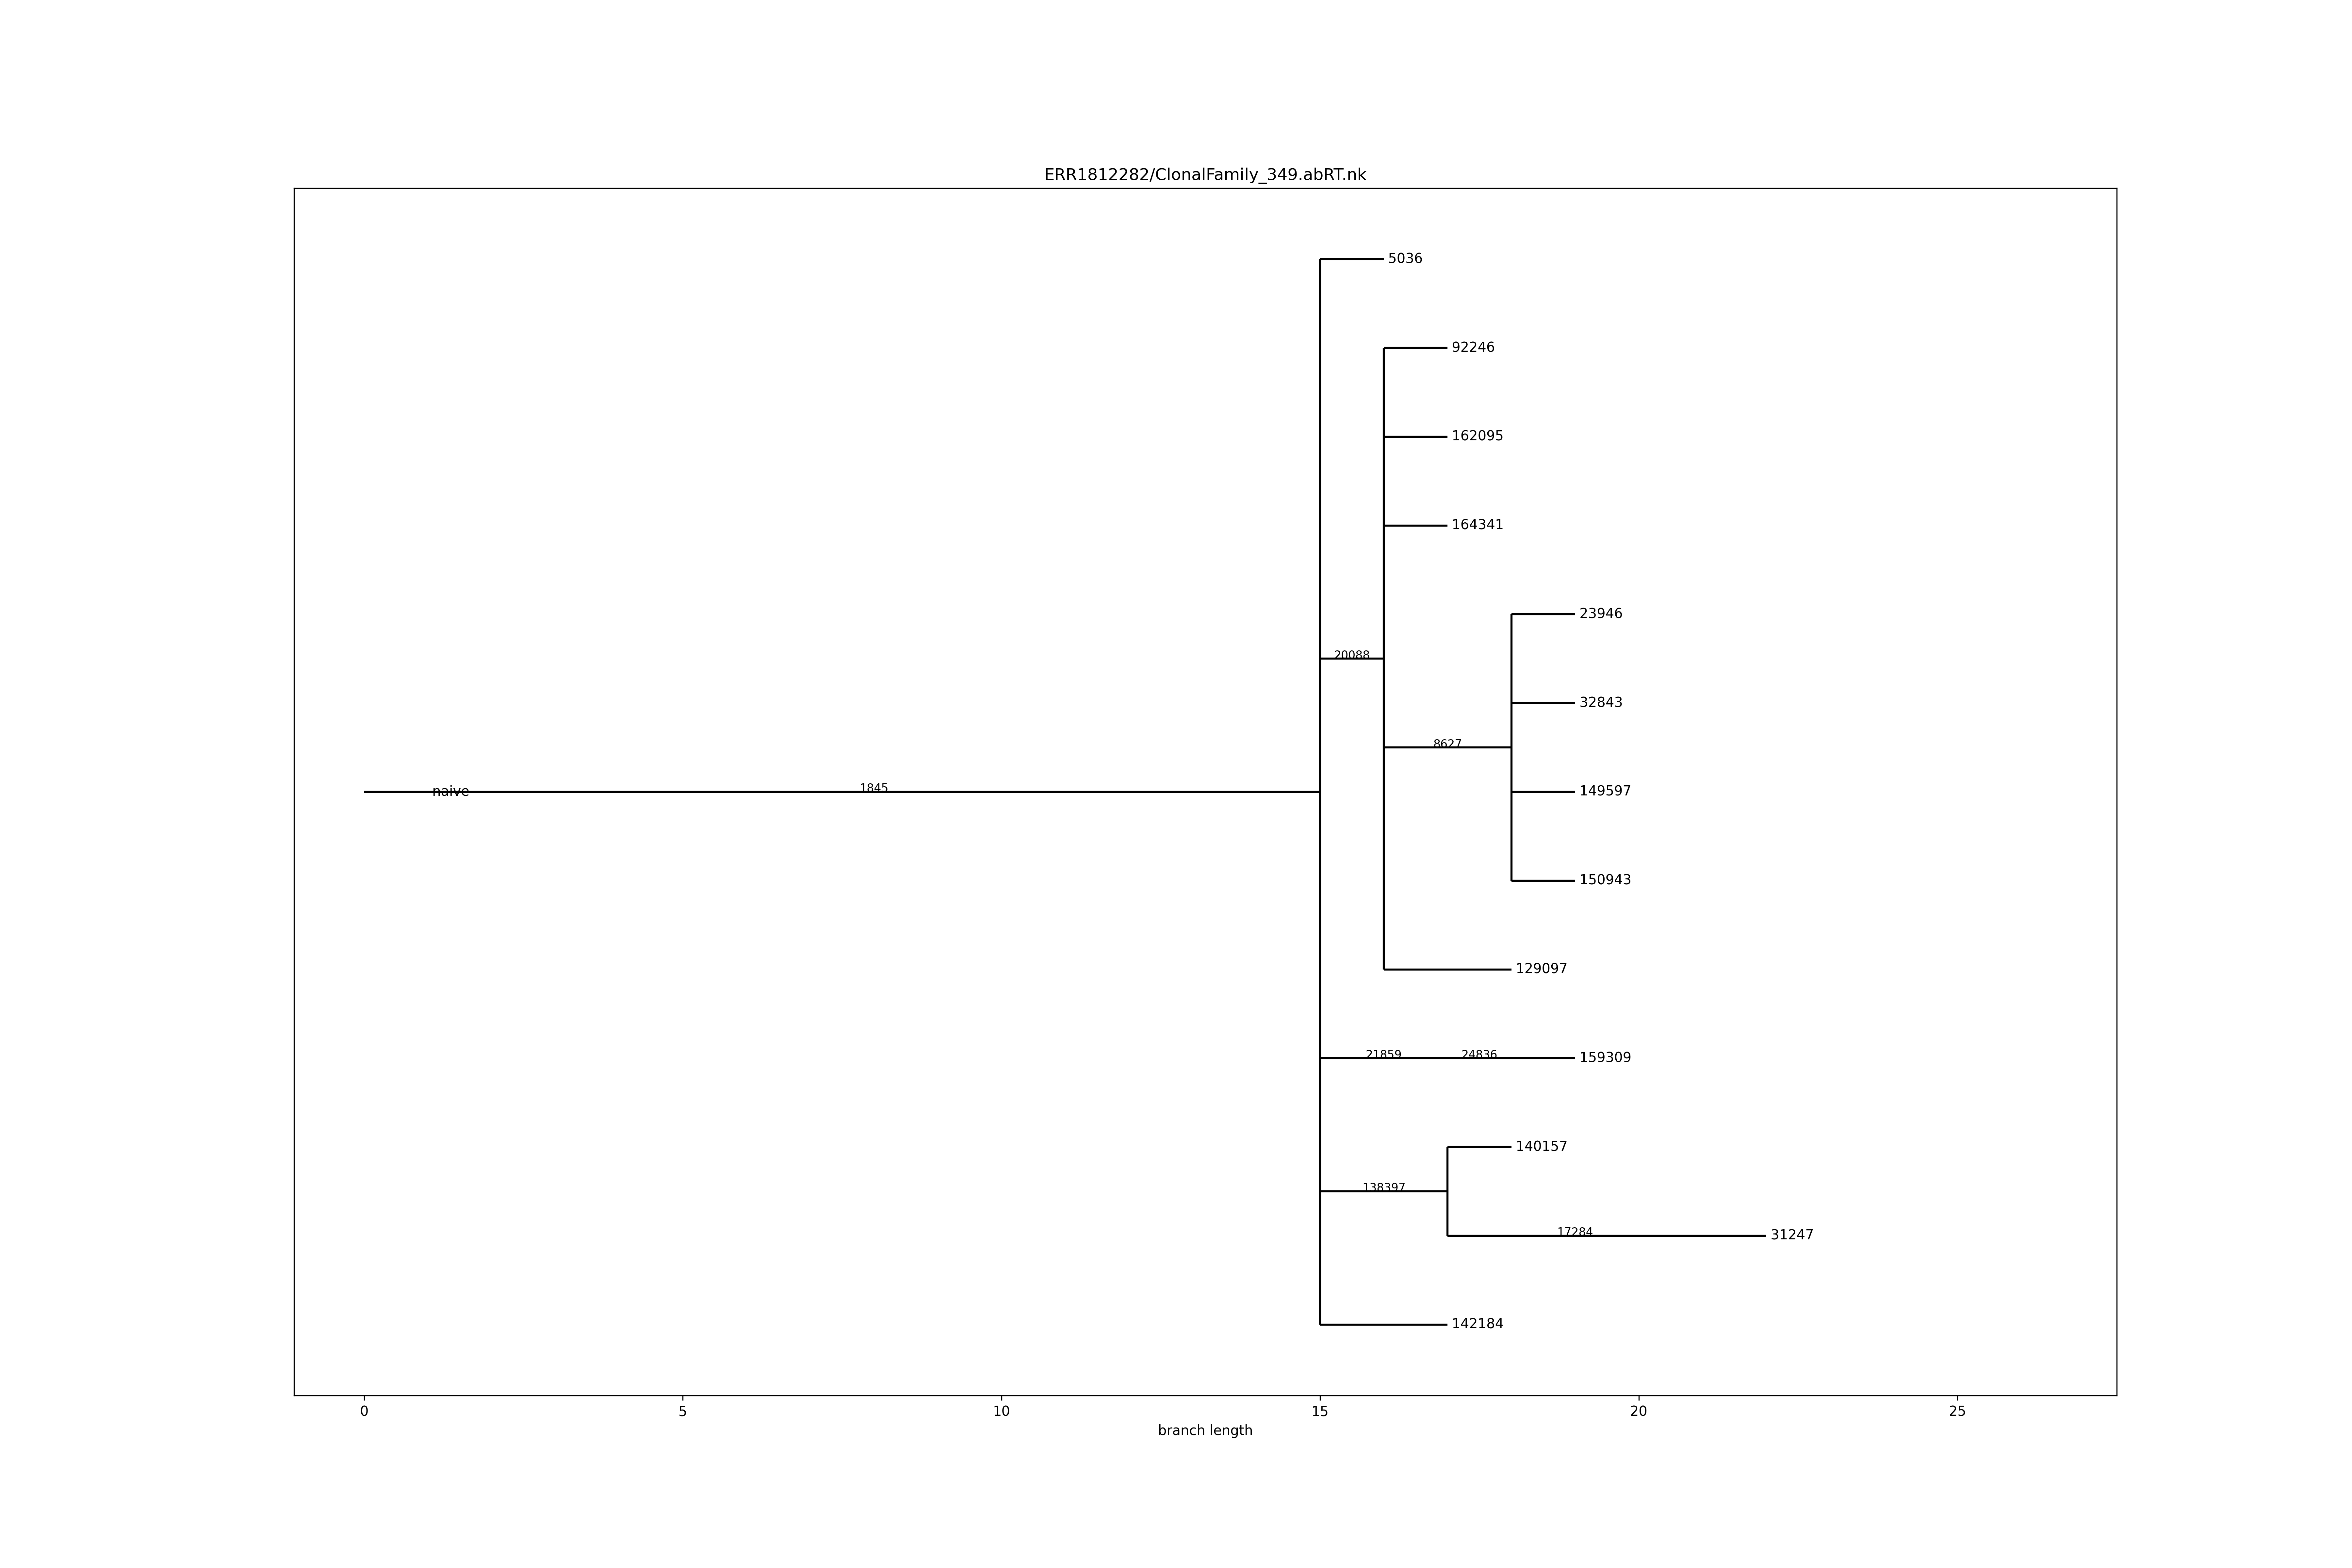 ERR1812282/ClonalFamily_349.abRT.nk
5036
92246
162095
164341
23946
20088
32843
8627
naive 1845 149597
150943
129097
21859 24836 159309
140157
138397
17284 31247
142184
0 5 10 15 20 25
branch length